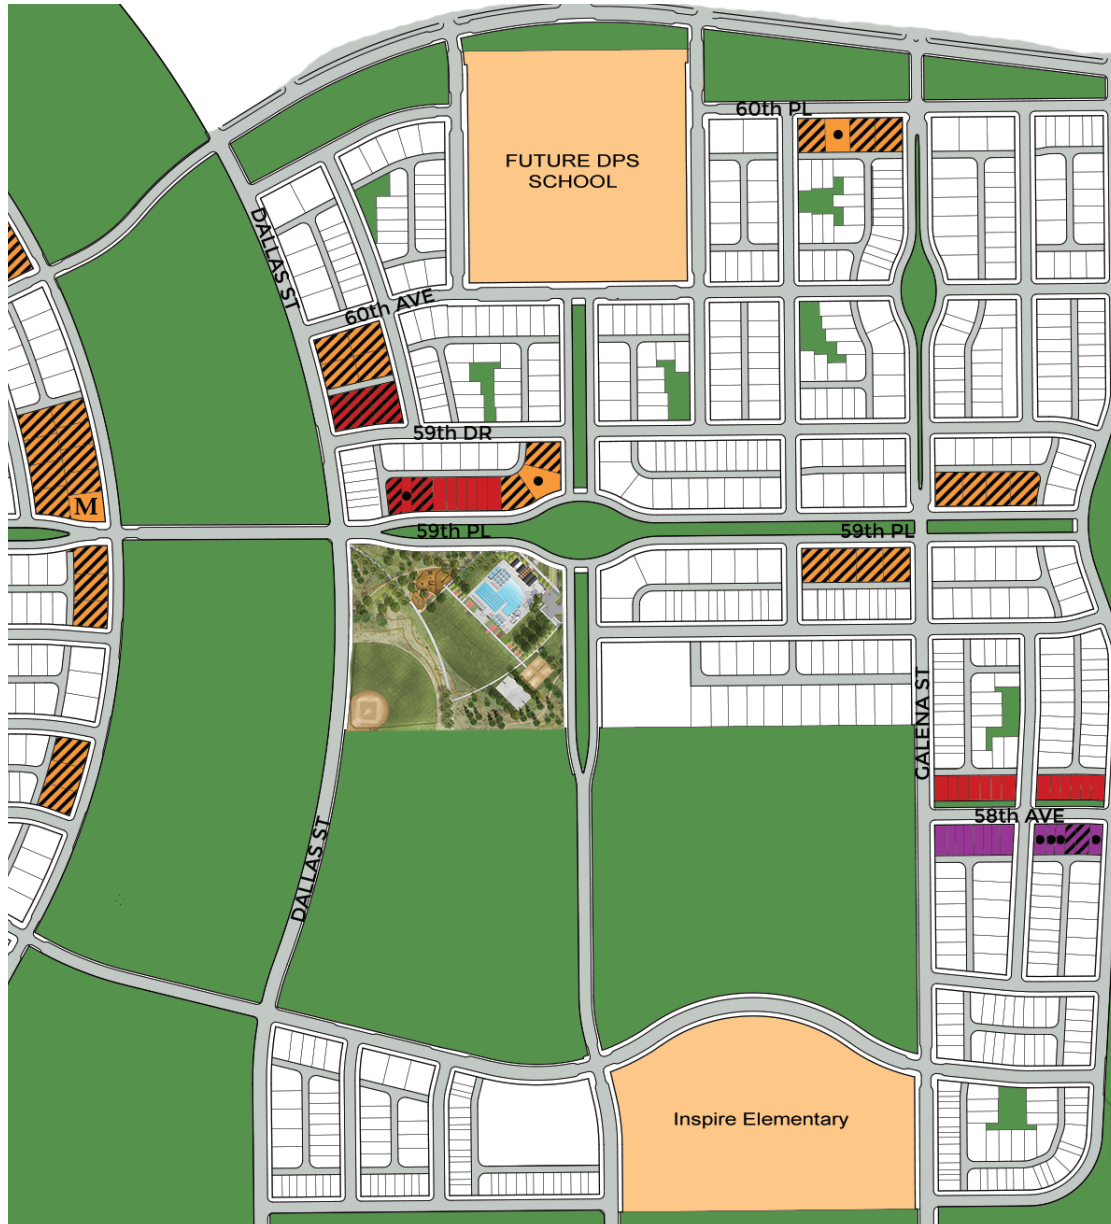 60th PL
FUTURE DPS
SCHOOL
DALLAS ST
60th AVE
59th DR
M
59th PL
59th PL
GALENA ST
58th AVE
DALLAS ST
Inspire Elementary